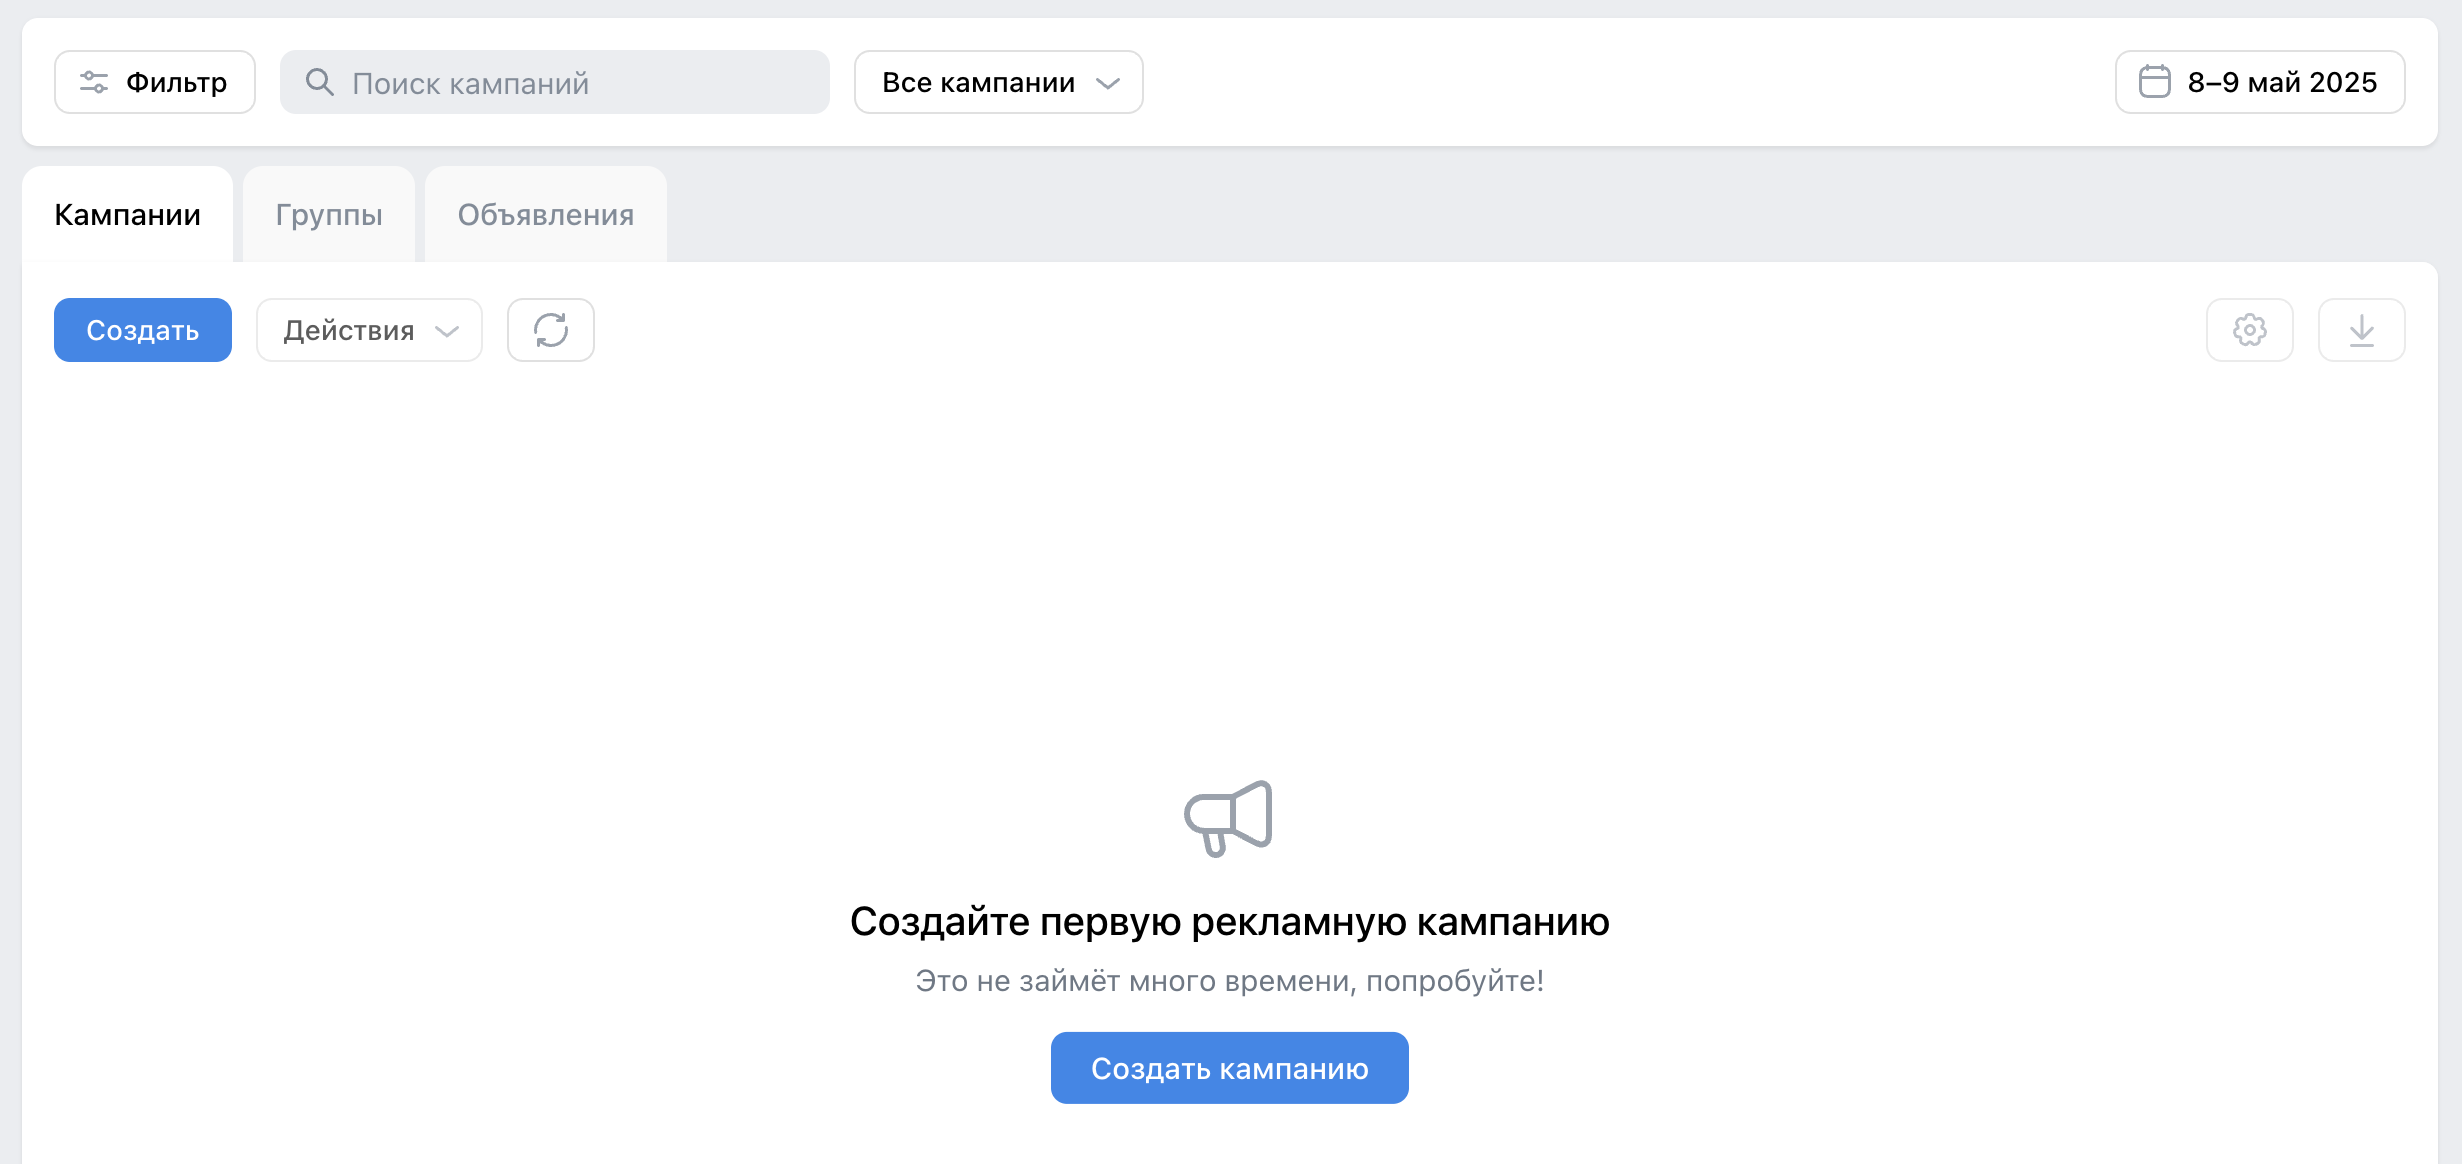 Фильтр
Поиск кампаний
Все кампании
8–9 май 2025
Кампании
Группы
Объявления
Создать
Действия
Создайте первую рекламную кампанию
Это не займёт много времени, попробуйте!
Создать кампанию